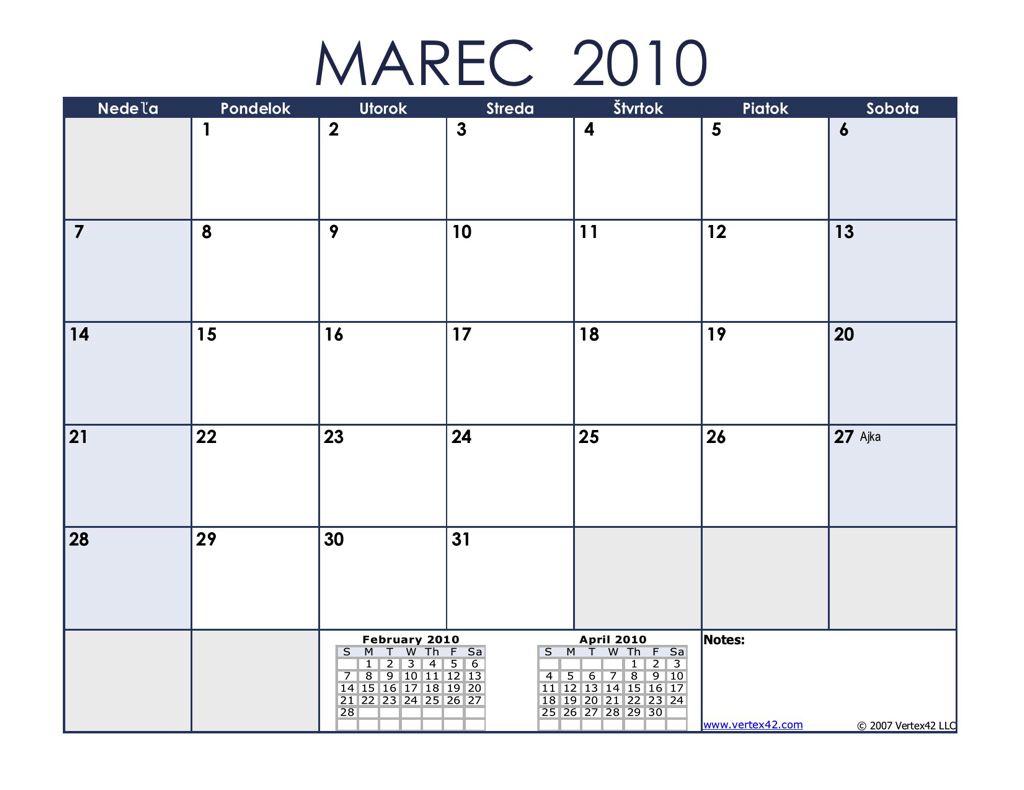 MAREC 2010
Nedeľa Pondelok Utorok Streda Štvrtok Piatok Sobota
1 2 3 4 5 6
7 8 9 10 11 12 13
14 15 16 17 18 19 20
21 22 23 24 25 26 27 Ajka
28 29 30 31
February 2010
S M T W Th F Sa
1 2 3 4 5 6
7 8 9 10 11 12 13
14 15 16 17 18 19 20
21 22 23 24 25 26 27
28
April 2010
S M T W Th F Sa
1 2 3
4 5 6 7 8 9 10
11 12 13 14 15 16 17
18 19 20 21 22 23 24
25 26 27 28 29 30
Notes:
www.vertex42.com © 2007 Vertex42 LLC